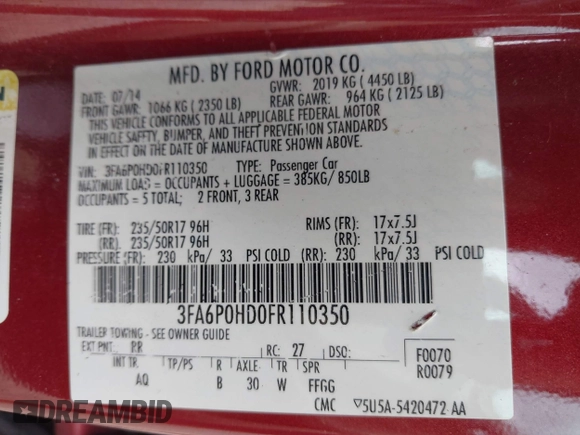 MFD. BY FORD MOTOR CO.
DATE: 07/14 GVWR: 2019 KG ( 4450 LB)
FRONT GAWR: 1066 KG ( 2350 LB) REAR GAWR: 964 KG ( 2125 LB)
THIS VEHICLE CONFORMS TO ALL APPLICABLE FEDERAL MOTOR
VEHICLE SAFETY, BUMPER, AND THEFT PREVENTION STANDARDS
IN EFFECT ON THE DATE OF MANUFACTURE SHOWN ABOVE.
VIN: 3FA6P0HD0FR110350 TYPE: Passenger Car
MAXIMUM LOAD = OCCUPANTS + LUGGAGE = 385KG/ 850LB
OCCUPANTS = 5 TOTAL; 2 FRONT, 3 REAR
TIRE (FR): 235/50R17 96H RIMS (FR): 17x7.5J
(RR): 235/50R17 96H (RR): 17x7.5J
PRESSURE (FR): 230 kPa/ 33 PSI COLD (RR): 230 kPa/ 33 PSI COLD
3FA6P0HD0FR110350
TRAILER TOWING - SEE OWNER GUIDE
EXT PNT: RR RC: 27 DSO: F0070
INT TR TP/PS R AXLE TR SPR R0079
AQ B 30 W FFGG
CMC ▽5U5A-5420472 AA
DREAMBID